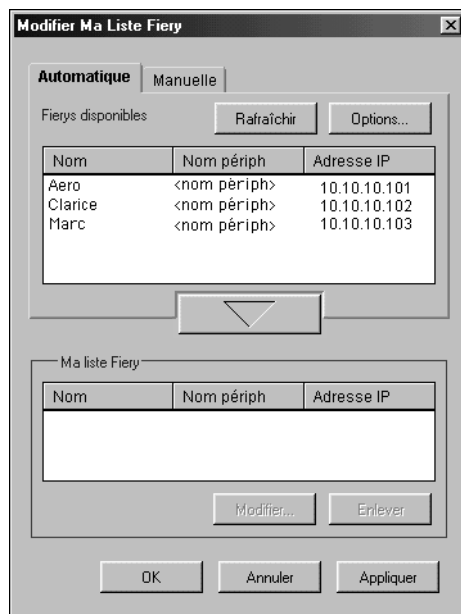 Modifier Ma Liste Fiery
Automatique Manuelle
Fierys disponibles Rafraîchir Options...
Nom Nom périph Adresse IP
Aero <nom pèriph> 10.10.10.101
Clarice <nom pèriph> 10.10.10.102
Marc <nom pèriph> 10.10.10.103
Ma liste Fiery
Nom Nom périph Adresse IP
Modifier... Enlever
OK Annuler Appliquer